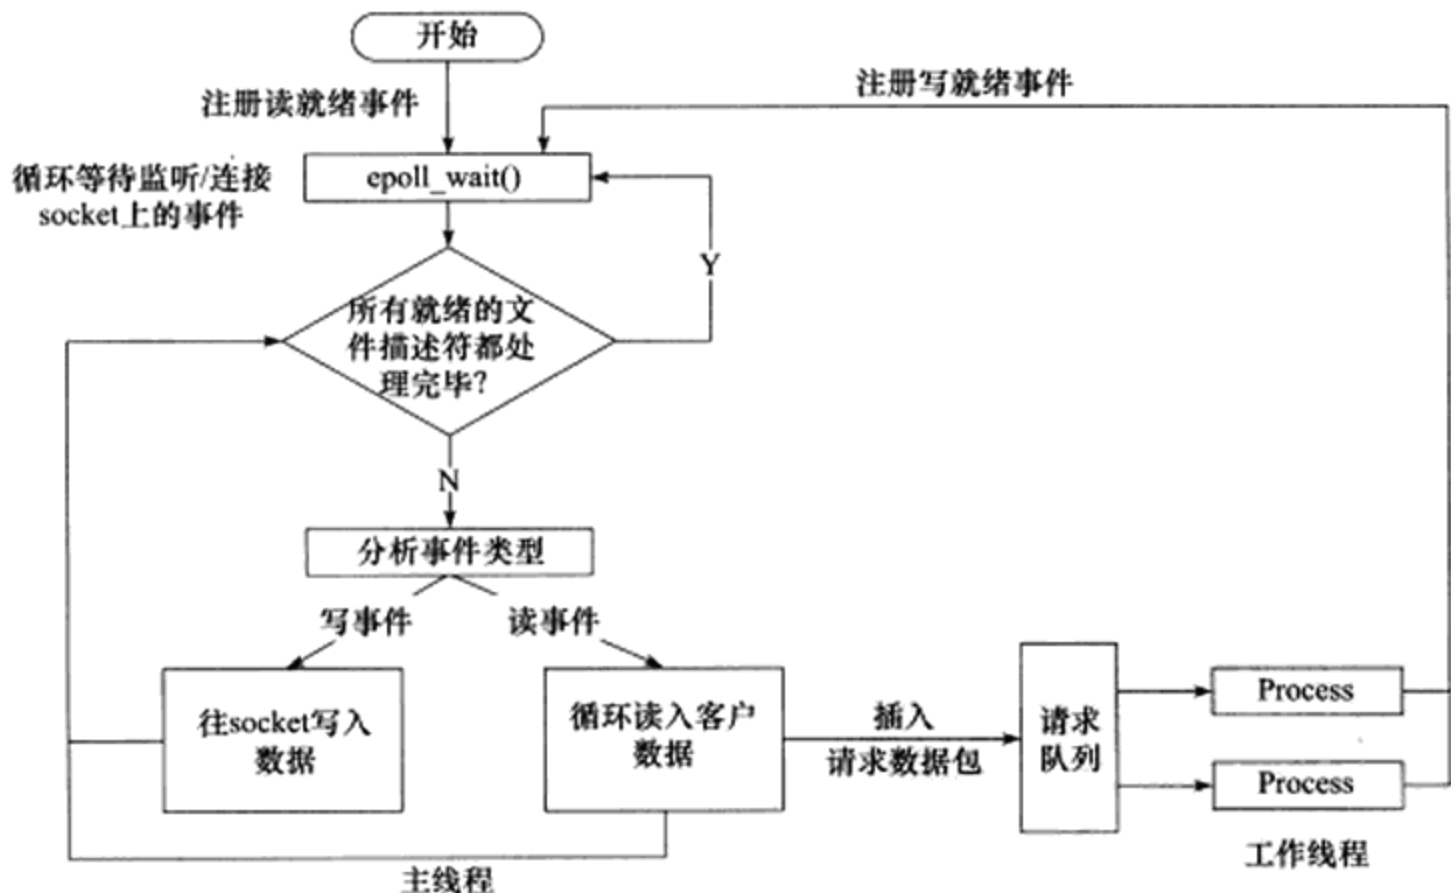 开始
注册读就绪事件
注册写就绪事件
epoll_wait()
循环等待监听/连接
socket上的事件
Y
所有就绪的文
件描述符都处
理完毕?
N
分析事件类型
写事件
读事件
往socket写入
数据
循环读入客户
数据
插入
请求数据包
请求
队列
Process
Process
工作线程
主线程